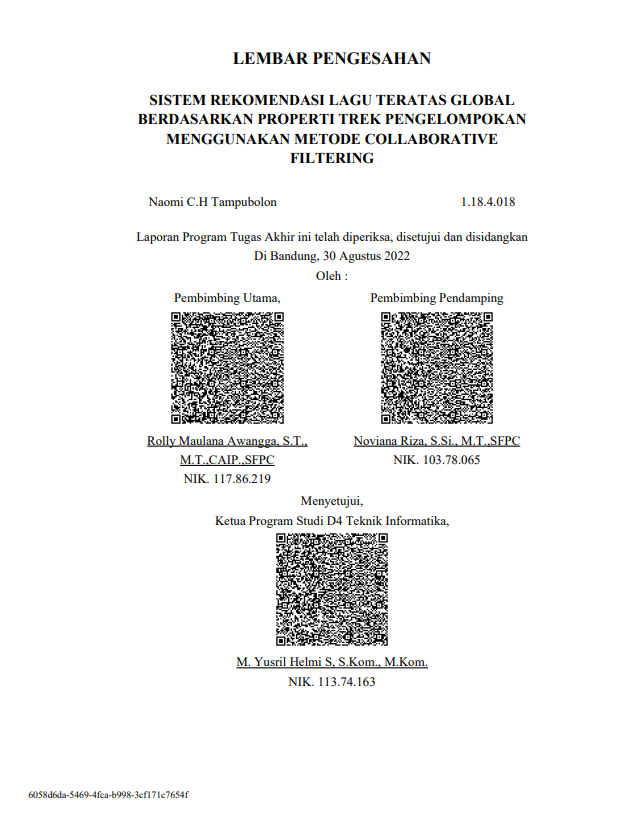 LEMBAR PENGESAHAN
SISTEM REKOMENDASI LAGU TERATAS GLOBAL
BERDASARKAN PROPERTI TREK PENGELOMPOKAN
MENGGUNAKAN METODE COLLABORATIVE
FILTERING
Naomi C.H Tampubolon 1.18.4.018
Laporan Program Tugas Akhir ini telah diperiksa, disetujui dan disidangkan
Di Bandung, 30 Agustus 2022
Oleh :
Pembimbing Utama, Pembimbing Pendamping
Rolly Maulana Awangga, S.T., Noviana Riza, S.Si., M.T.,SFPC
M.T.,CAIP.,SFPC NIK. 103.78.065
NIK. 117.86.219
Menyetujui,
Ketua Program Studi D4 Teknik Informatika,
M. Yusril Helmi S, S.Kom., M.Kom.
NIK. 113.74.163
6058d6da-5469-4fca-b998-3cf171c7654f